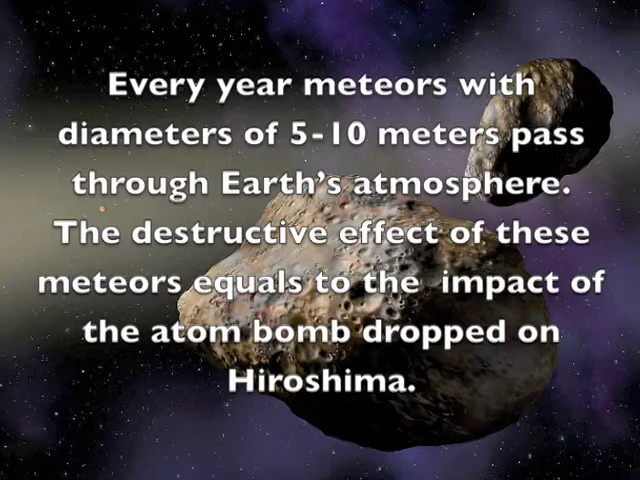 Every year meteors with
diameters of 5-10 meters pass
through Earth's atmosphere.
The destructive effect of these
meteors equals to the impact of
the atom bomb dropped on
Hiroshima.